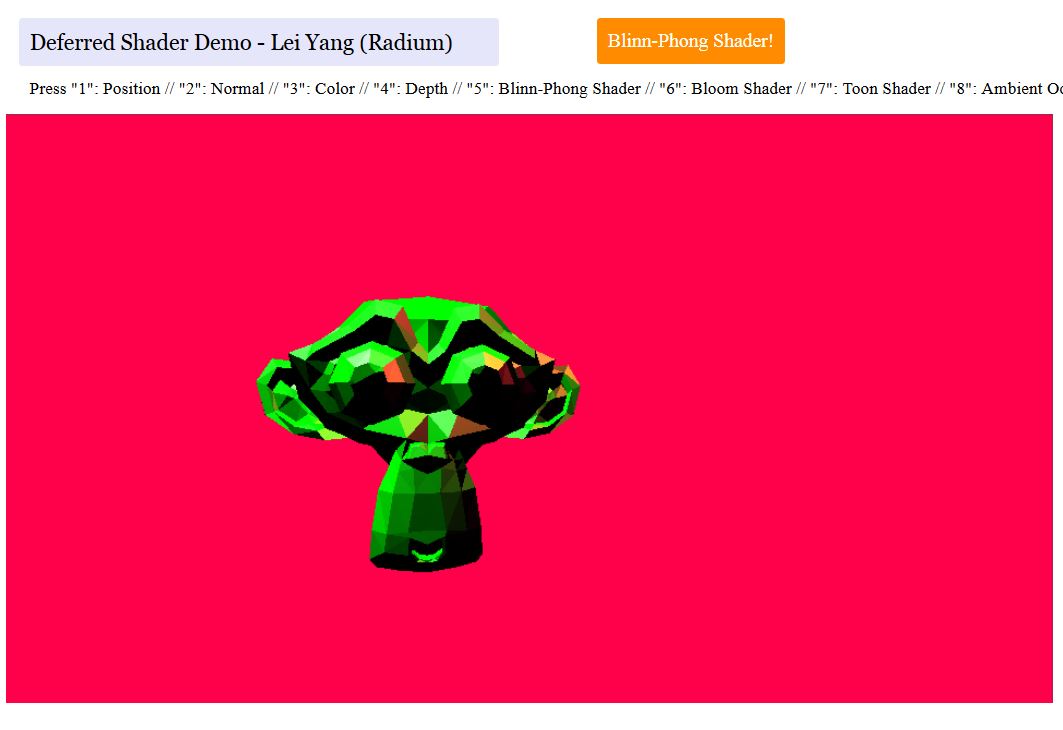 Deferred Shader Demo - Lei Yang (Radium)
Blinn-Phong Shader!
Press "1": Position // "2": Normal // "3": Color // "4": Depth // "5": Blinn-Phong Shader // "6": Bloom Shader // "7": Toon Shader // "8": Ambient